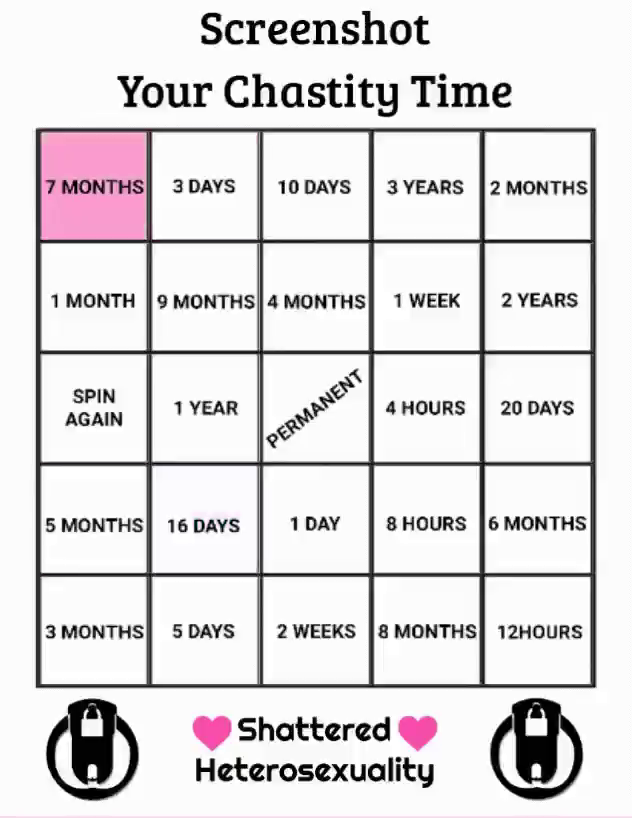 Screenshot
Your Chastity Time
7 MONTHS 3 DAYS 10 DAYS 3 YEARS 2 MONTHS
1 MONTH 9 MONTHS 4 MONTHS 1 WEEK 2 YEARS
SPIN
AGAIN
1 YEAR PERMANENT 4 HOURS 20 DAYS
5 MONTHS 16 DAYS 1 DAY 8 HOURS 6 MONTHS
3 MONTHS 5 DAYS 2 WEEKS 8 MONTHS 12HOURS
Shattered
Heterosexuality